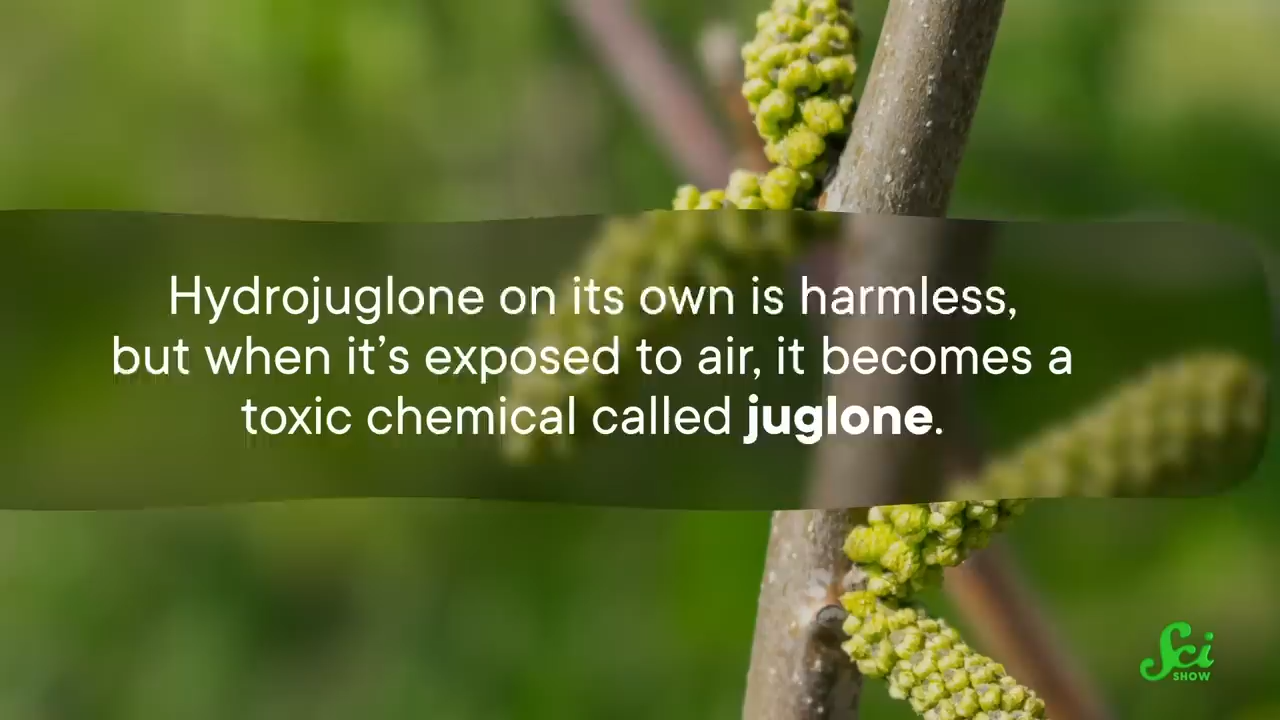 Hydrojuglone on its own is harmless,
but when it’s exposed to air, it becomes a
toxic chemical called juglone.
Sci
SHOW